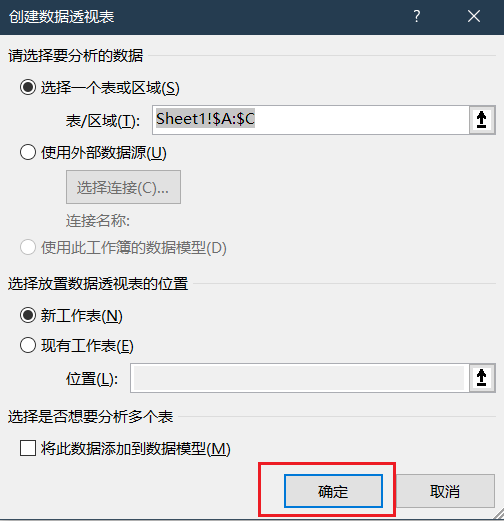 创建数据透视表
请选择要分析的数据
选择一个表或区域(S)
表/区域(T): Sheet1!$A:$C
使用外部数据源(U)
选择连接(C)...
连接名称:
使用此工作簿的数据模型(D)
选择放置数据透视表的位置
新工作表(N)
现有工作表(E)
位置(L):
选择是否想要分析多个表
将此数据添加到数据模型(M)
确定 取消